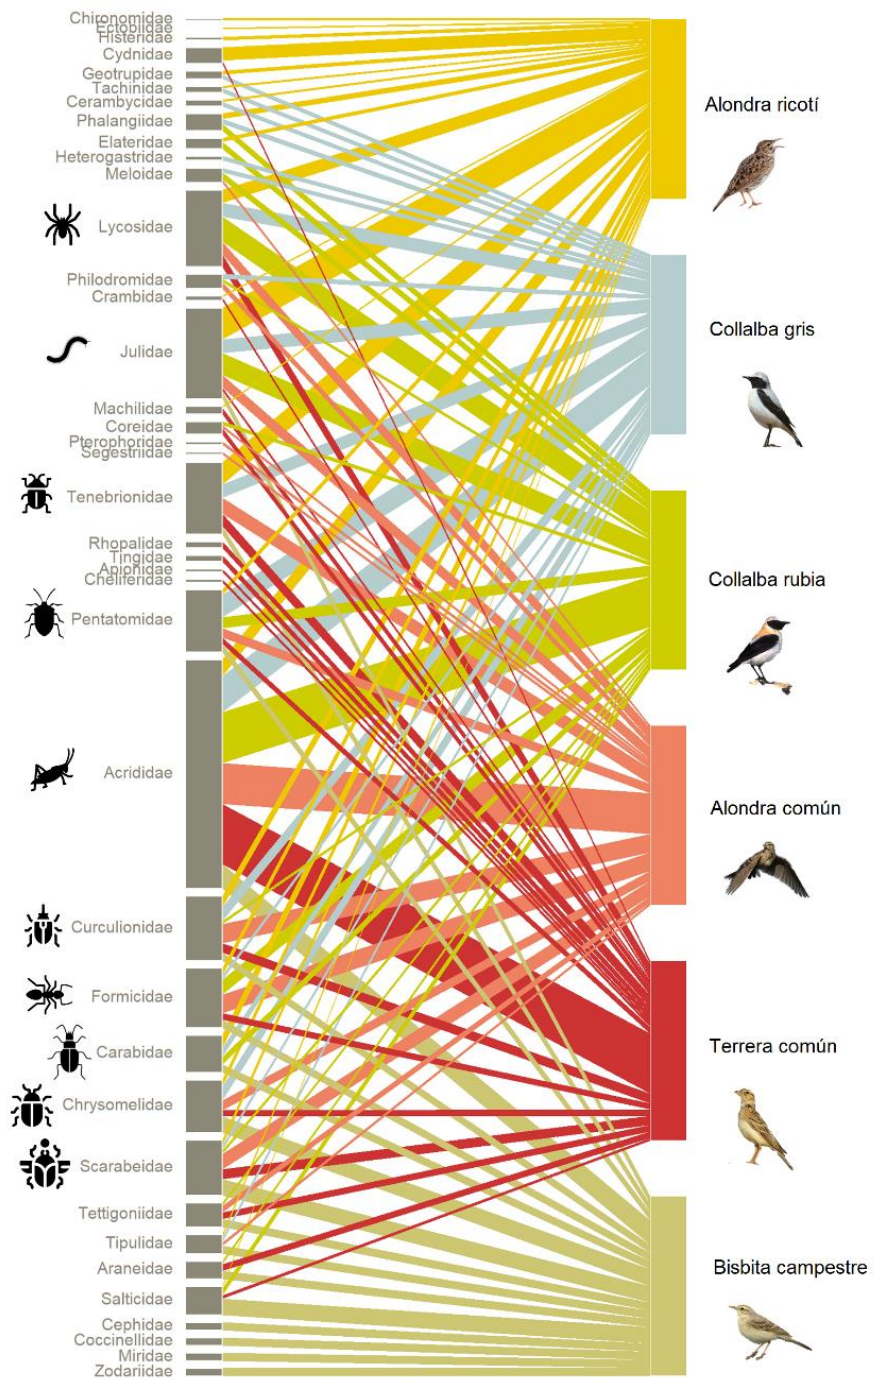 Chironomidae
Ectobiidae
Histeridae
Cydnidae
Geotrupidae
Tachinidae
Cerambycidae
Phalangiidae
Elateridae
Heterogastridae
Meloidae
Lycosidae
Philodromidae
Crambidae
Julidae
Machilidae
Coreidae
Pterophoridae
Segestriidae
Tenebrionidae
Rhopalidae
Tingidae
Apionidae
Cheliferidae
Pentatomidae
Acrididae
Curculionidae
Formicidae
Carabidae
Chrysomelidae
Scarabeidae
Tettigoniidae
Tipulidae
Araneidae
Salticidae
Cephidae
Coccinellidae
Miridae
Zodariidae
Alondra ricotí
Collalba gris
Collalba rubia
Alondra común
Terrera común
Bisbita campestre